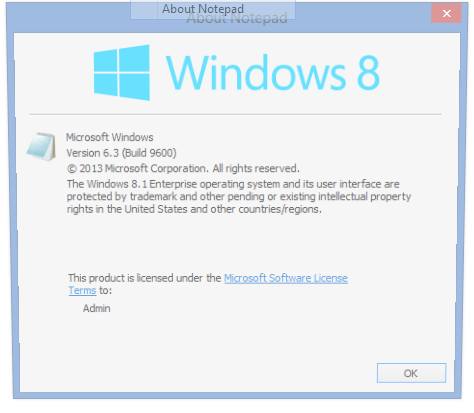 About Notepad
About Notepad
Windows 8
Microsoft Windows
Version 6.3 (Build 9600)
© 2013 Microsoft Corporation. All rights reserved.
The Windows 8.1 Enterprise operating system and its user interface are
protected by trademark and other pending or existing intellectual property
rights in the United States and other countries/regions.
This product is licensed under the Microsoft Software License
Terms to:
Admin
OK